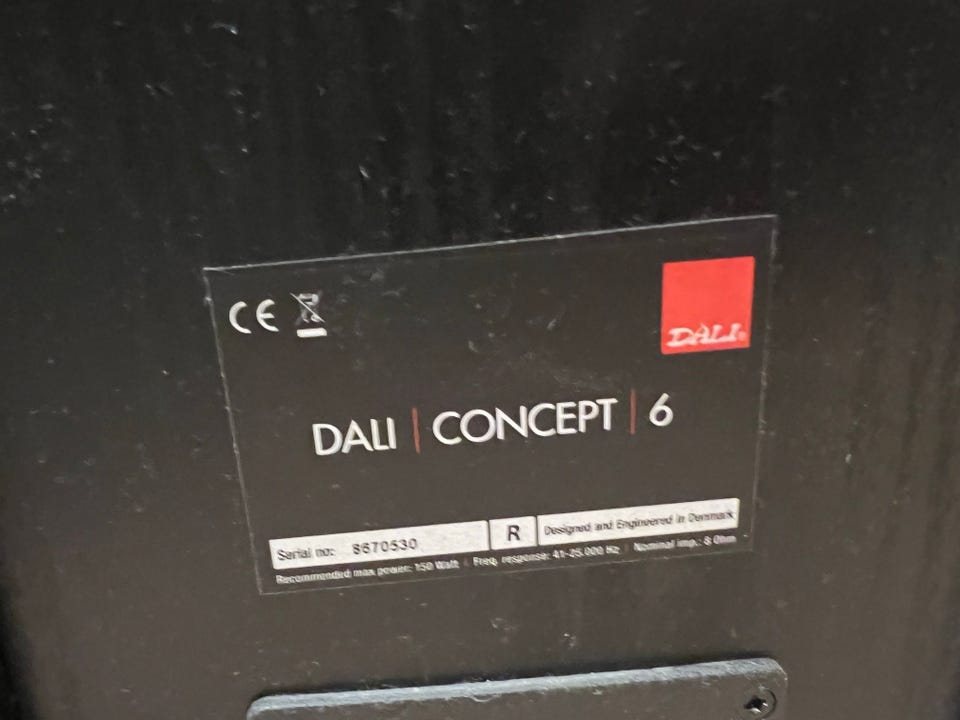 CE
DALI
DALI | CONCEPT | 6
Serial no: 8670530 R Designed and Engineered in Denmark
Recommended max power: 150 Watt | Freq. response: 41-25.000 Hz | Nominal imp.: 8 Ohm